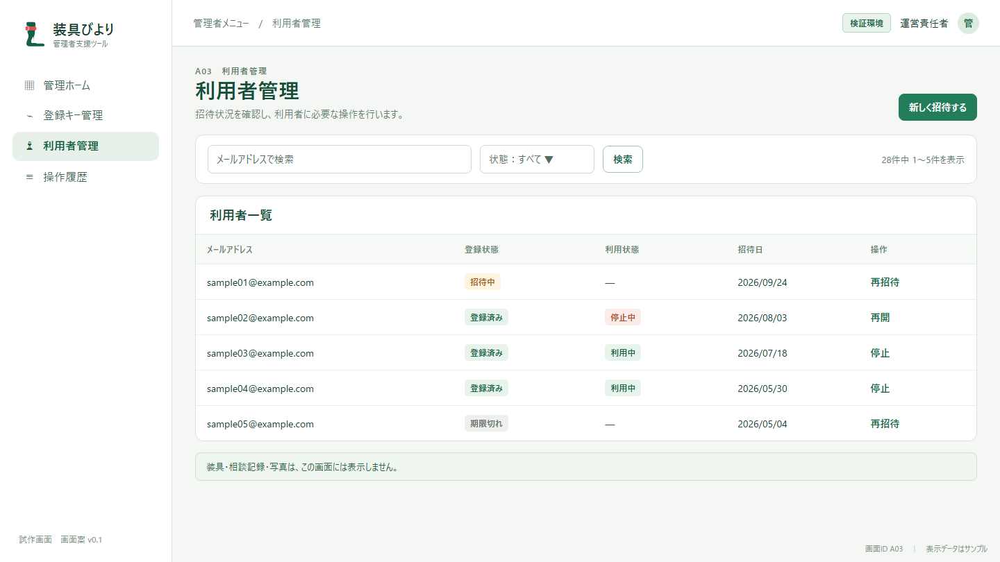 装具びより
管理者支援ツール
管理ホーム
登録キー管理
利用者管理
操作履歴
試作画面 画面案 v0.1
管理者メニュー / 利用者管理
検証環境 運営責任者 管
A03 利用者管理
利用者管理
招待状況を確認し、利用者に必要な操作を行います。
新しく招待する
メールアドレスで検索 状態：すべて ▼ 検索 28件中 1〜5件を表示
利用者一覧
メールアドレス 登録状態 利用状態 招待日 操作
sample01@example.com 招待中 — 2026/09/24 再招待
sample02@example.com 登録済み 停止中 2026/08/03 再開
sample03@example.com 登録済み 利用中 2026/07/18 停止
sample04@example.com 登録済み 利用中 2026/05/30 停止
sample05@example.com 期限切れ — 2026/05/04 再招待
装具・相談記録・写真は、この画面には表示しません。
画面ID A03 | 表示データはサンプル